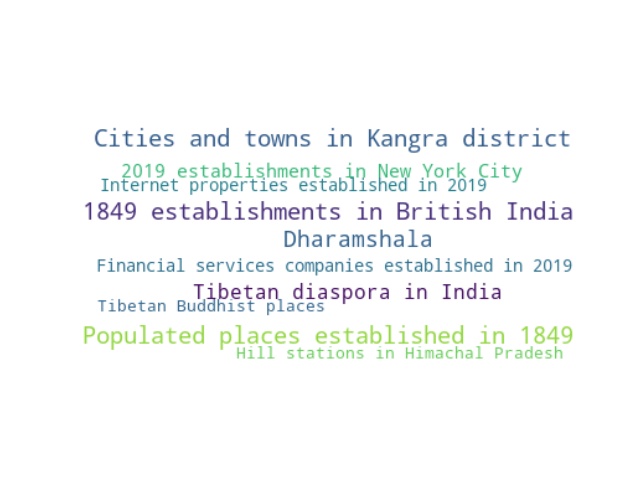 Cities and towns in Kangra district
2019 establishments in New York City
Internet properties established in 2019
1849 establishments in British India
Dharamshala
Financial services companies established in 2019
Tibetan diaspora in India
Tibetan Buddhist places
Populated places established in 1849
Hill stations in Himachal Pradesh